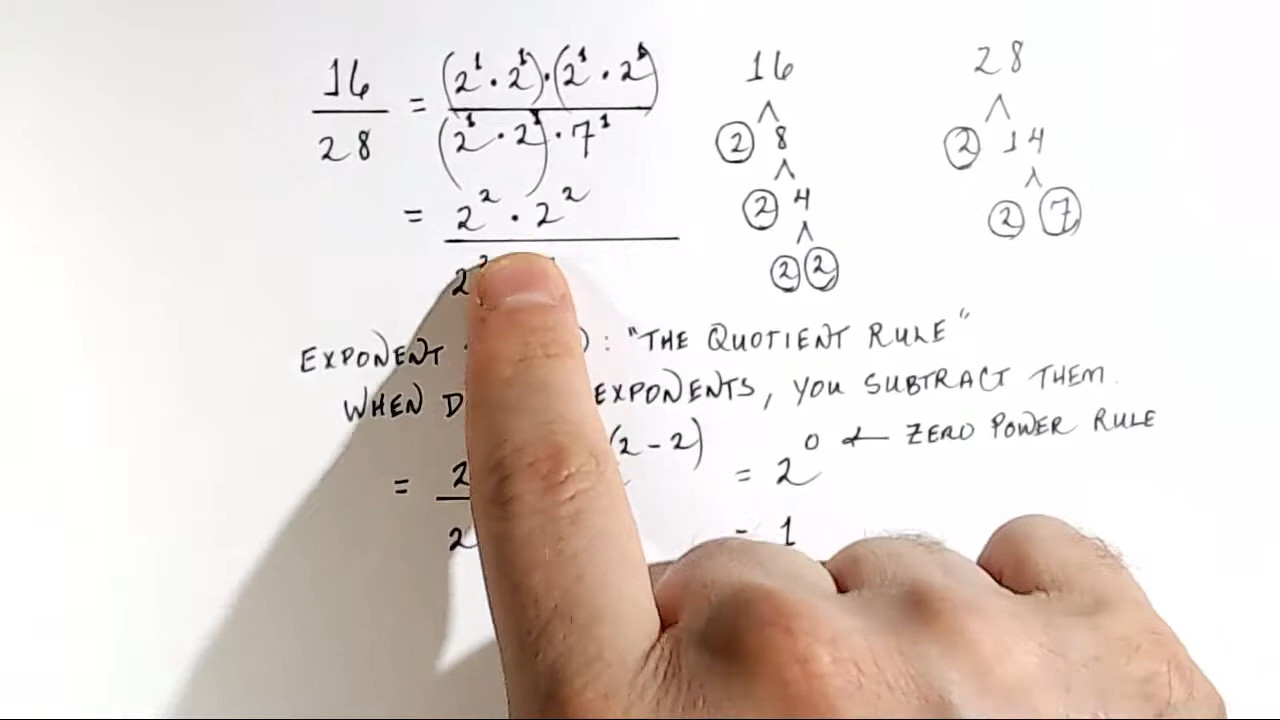 16/28 = (2¹·2¹)·(2¹·2¹)/(2¹·2¹)·7¹
= 2²·2²
2²
16
2 8
2 4
2 2
28
2 14
2 7
EXPONENT : "THE QUOTIENT RULE"
WHEN D EXPONENTS, YOU SUBTRACT THEM.
= 2/2 (2-2) = 2⁰ ← ZERO POWER RULE
= 1